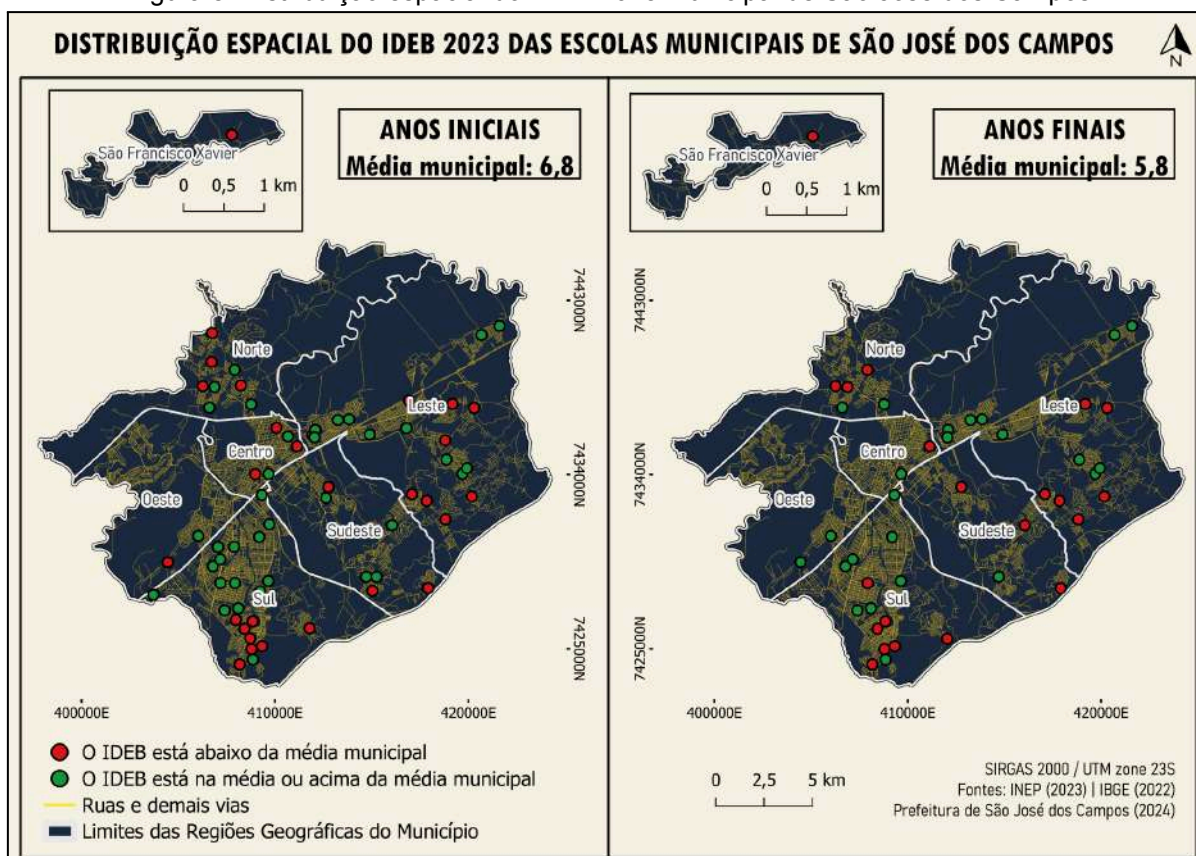 DISTRIBUIÇÃO ESPACIAL DO IDEB 2023 DAS ESCOLAS MUNICIPAIS DE SÃO JOSÉ DOS CAMPOS
N
São Francisco Xavier
0 0,5 1 km
ANOS INICIAIS
Média municipal: 6,8
7443000N
7434000N
7425000N
Norte
Leste
Centro
Oeste
Sudeste
Sul
400000E 410000E 420000E
São Francisco Xavier
0 0,5 1 km
ANOS FINAIS
Média municipal: 5,8
7443000N
7434000N
7425000N
Norte
Leste
Centro
Oeste
Sudeste
Sul
400000E 410000E 420000E
O IDEB está abaixo da média municipal
O IDEB está na média ou acima da média municipal
Ruas e demais vias
Limites das Regiões Geográficas do Município
0 2,5 5 km
SIRGAS 2000 / UTM zone 23S
Fontes: INEP (2023) | IBGE (2022)
Prefeitura de São José dos Campos (2024)